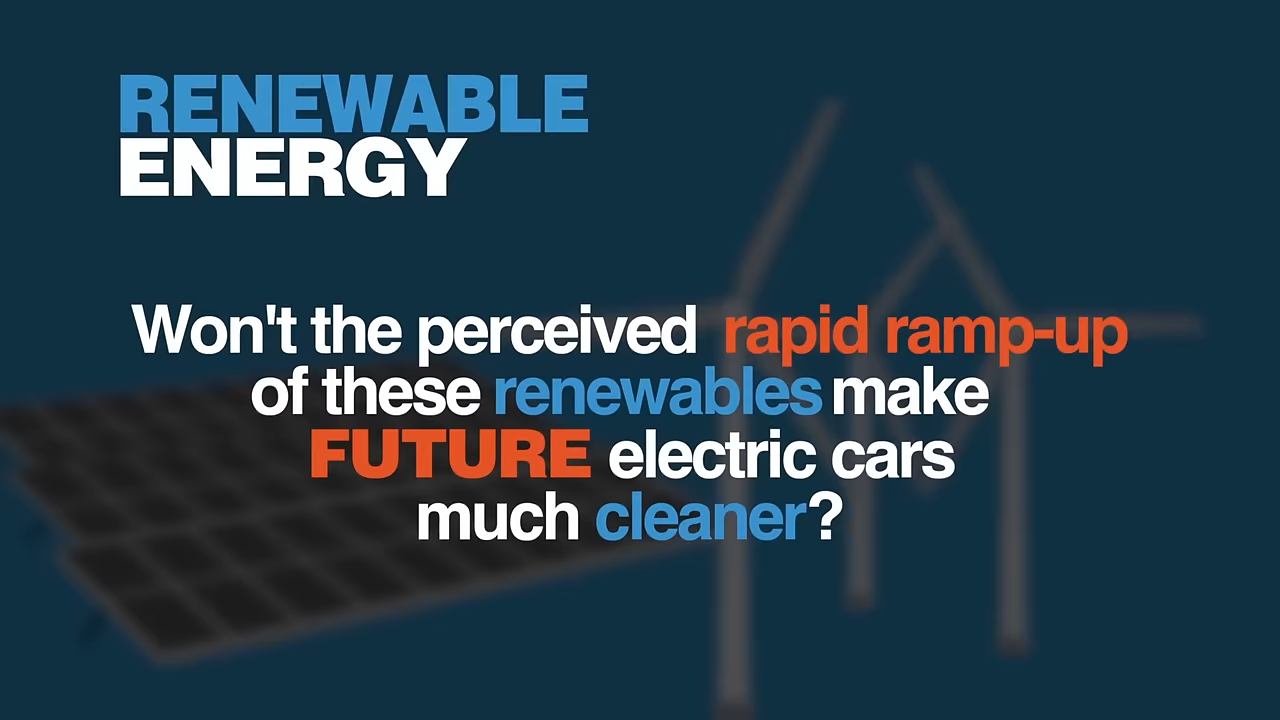 RENEWABLE
ENERGY
Won't the perceived rapid ramp-up
of these renewables make
FUTURE electric cars
much cleaner?